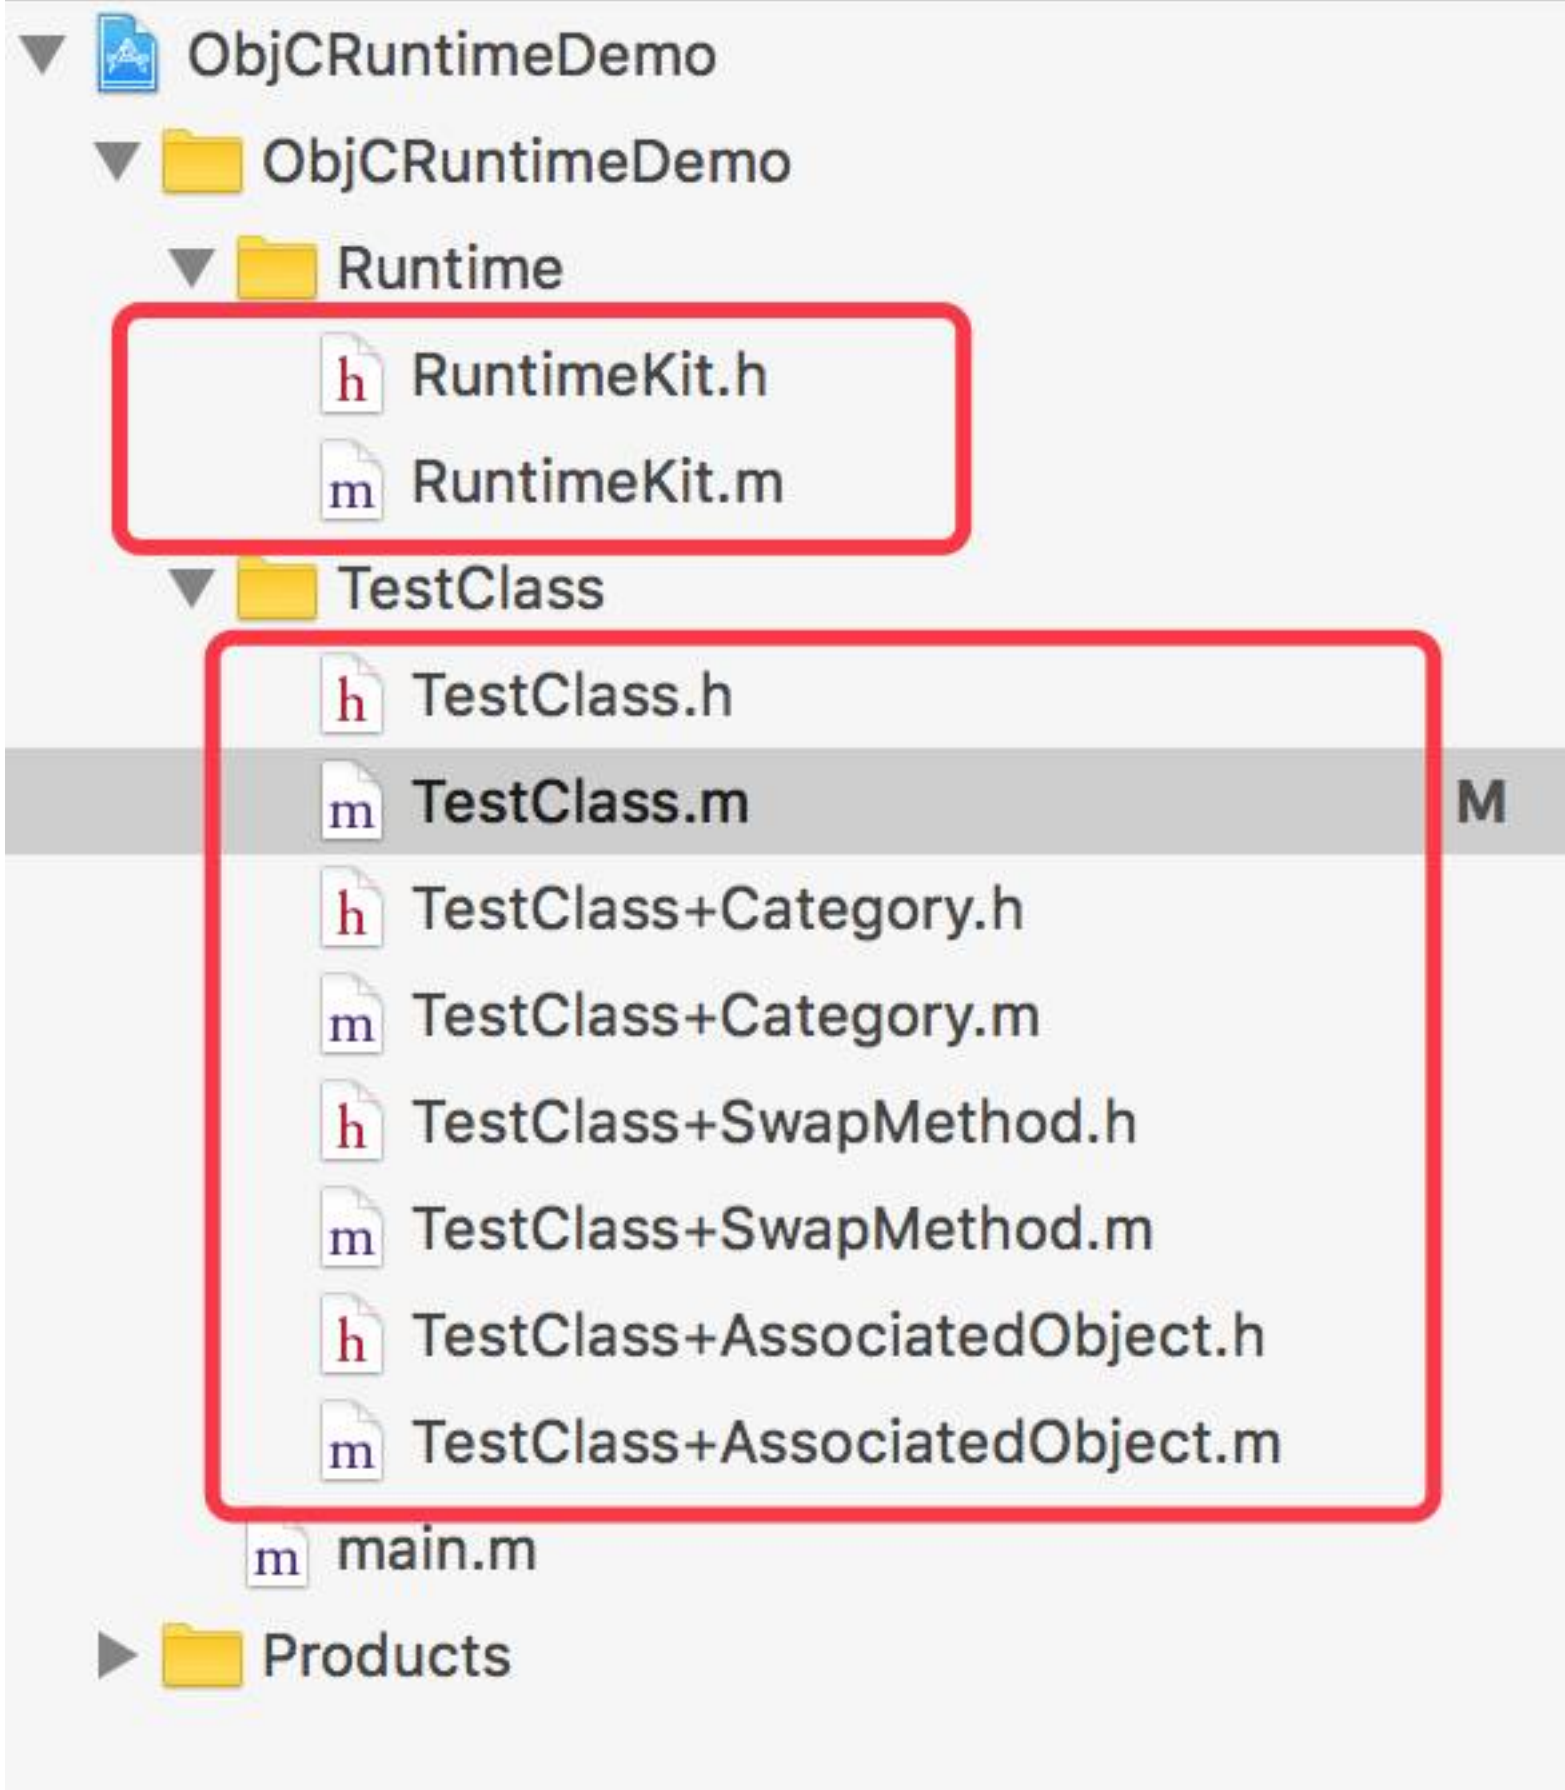 ObjCRuntimeDemo
ObjCRuntimeDemo
Runtime
h RuntimeKit.h
m RuntimeKit.m
TestClass
h TestClass.h
m TestClass.m M
h TestClass+Category.h
m TestClass+Category.m
h TestClass+SwapMethod.h
m TestClass+SwapMethod.m
h TestClass+AssociatedObject.h
m TestClass+AssociatedObject.m
m main.m
Products